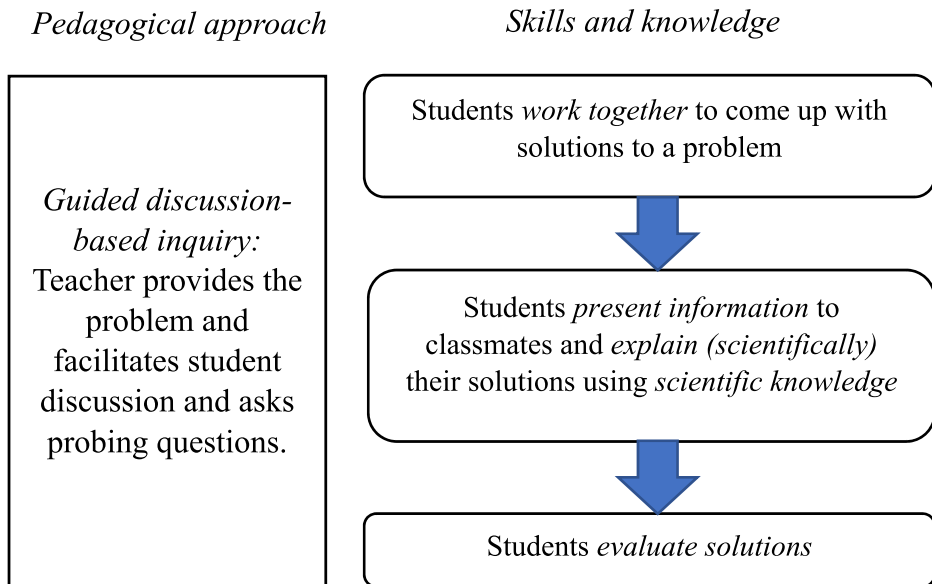 Pedagogical approach
Skills and knowledge
Guided discussion-
based inquiry:
Teacher provides the
problem and
facilitates student
discussion and asks
probing questions.
Students work together to come up with
solutions to a problem
Students present information to
classmates and explain (scientifically)
their solutions using scientific knowledge
Students evaluate solutions